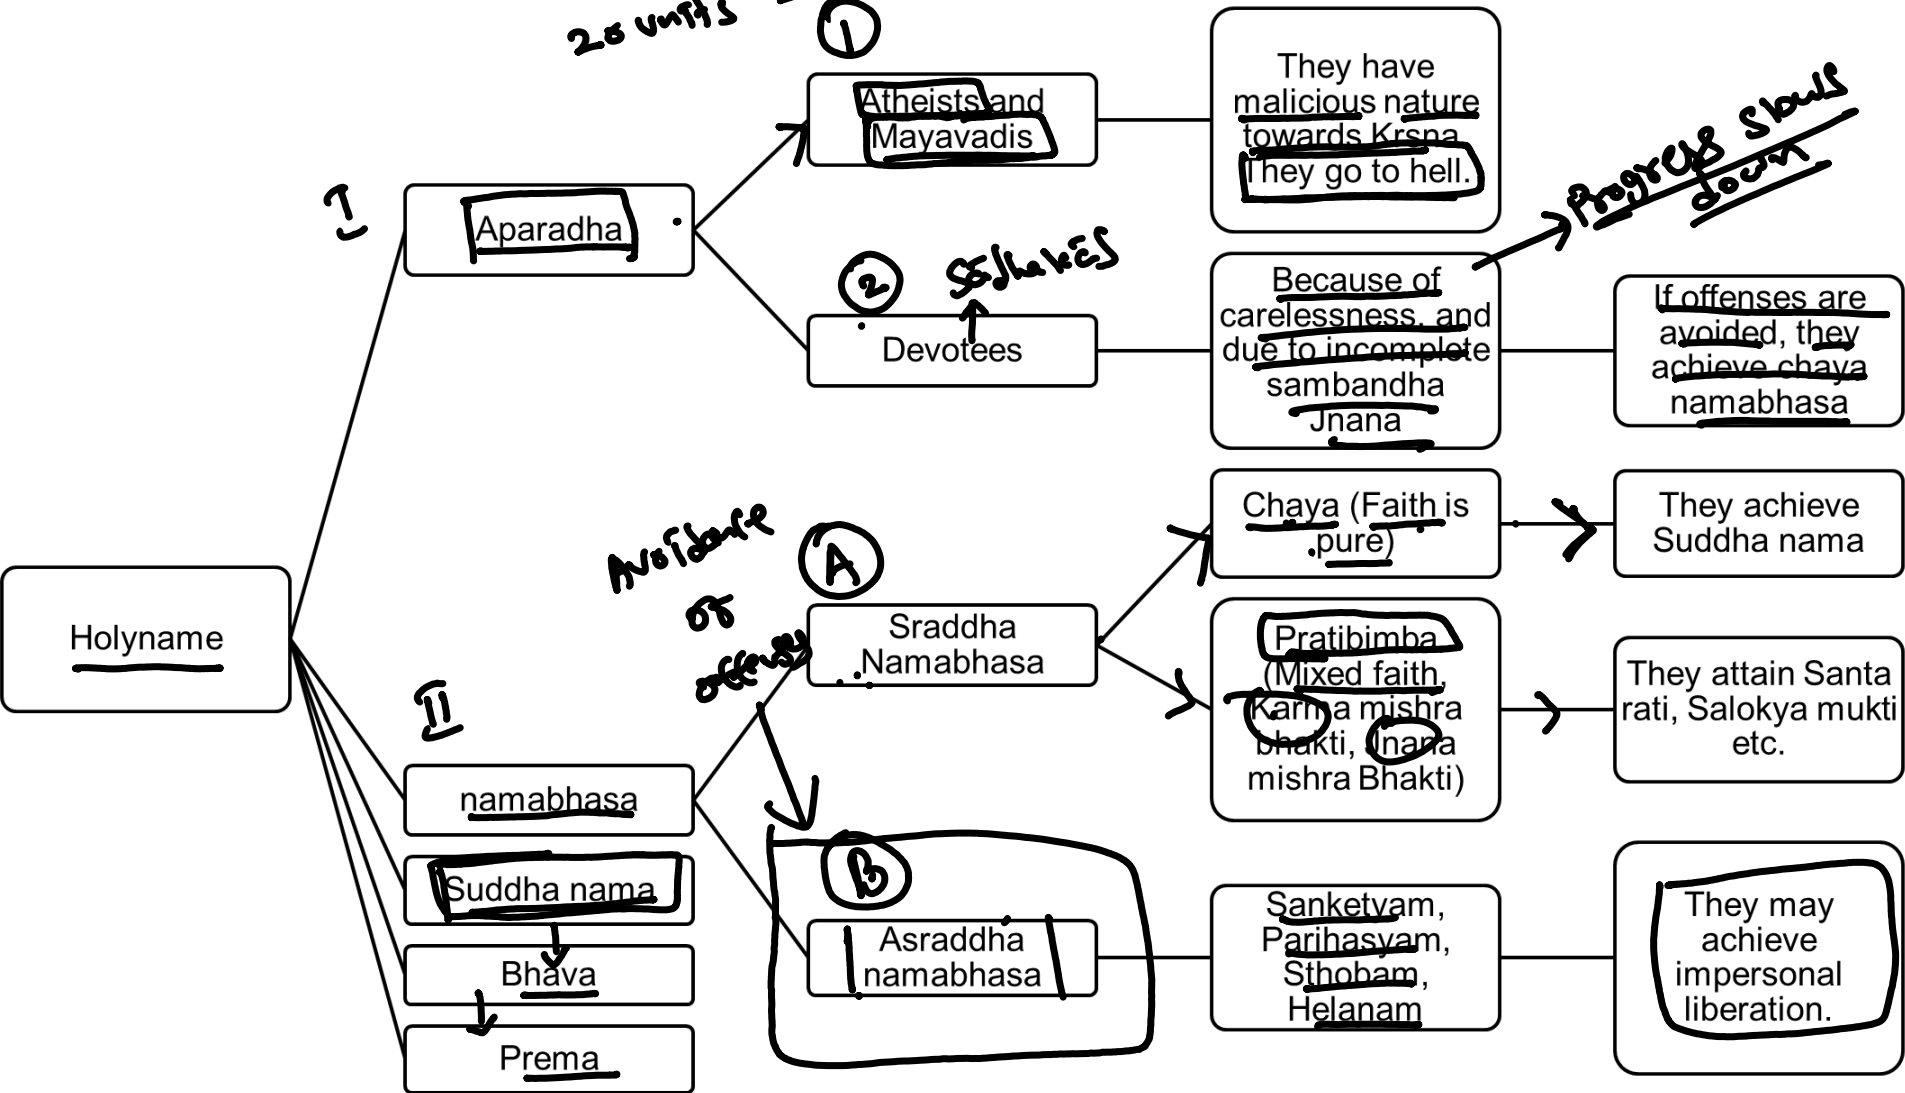 20 units
1
Atheists and
Mayavadis
They have
malicious nature
towards Krsna.
They go to hell.
Progress slows
down
I
Aparadha
2
Sādhakās
Devotees
Because of
carelessness, and
due to incomplete
sambandha
Jnana
If offenses are
avoided, they
achieve chaya
namabhasa
Holyname
Avoidance
of
offenses
A
Sraddha
Namabhasa
Chaya (Faith is
pure)
They achieve
Suddha nama
Pratibimba
(Mixed faith,
Karma mishra
bhakti, Jnana
mishra Bhakti)
They attain Santa
rati, Salokya mukti
etc.
II
namabhasa
Suddha nama
Bhava
Prema
B
Asraddha
namabhasa
Sanketyam,
Parihasyam,
Sthobam,
Helanam
They may
achieve
impersonal
liberation.